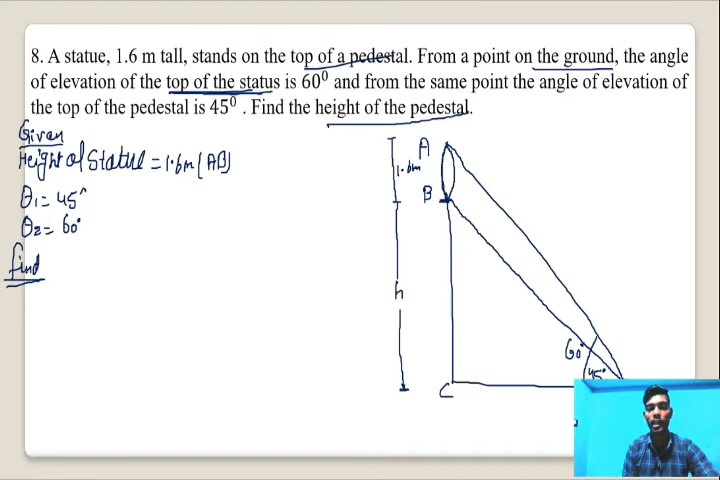 8. A statue, 1.6 m tall, stands on the top of a pedestal. From a point on the ground, the angle
of elevation of the top of the status is 60⁰ and from the same point the angle of elevation of
the top of the pedestal is 45⁰ . Find the height of the pedestal.
Given
Height of Statue = 1.6m (AB)
θ1 = 45°
θ2 = 60°
find
A
1.6m
B
h
60°
45°
C